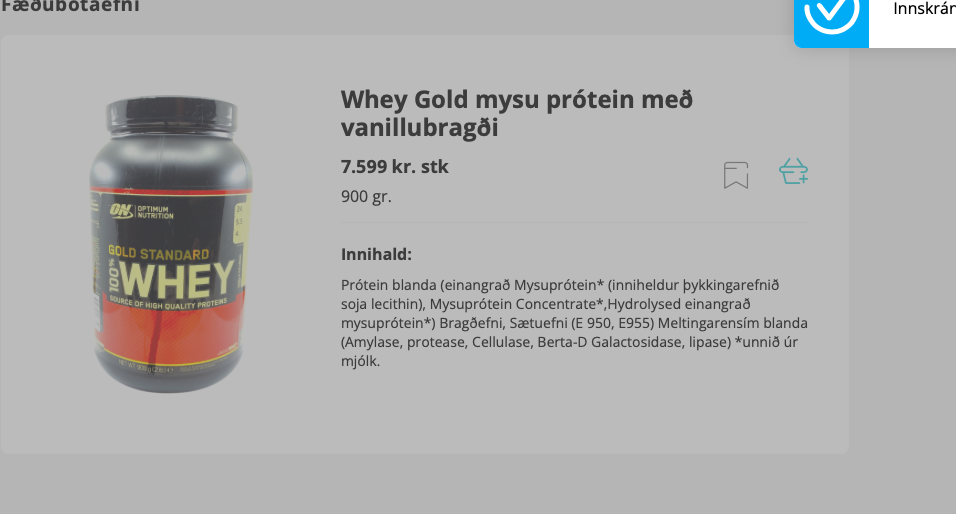 Fæðubótaefni
Innskrán
Whey Gold mysu prótein með
vanillubragði
7.599 kr. stk
900 gr.
Innihald:
Prótein blanda (einangrað Mysuprótein* (inniheldur þykkingarefnið
soja lecithin), Mysuprótein Concentrate*,Hydrolysed einangrað
mysuprótein*) Bragðefni, Sætuefni (E 950, E955) Meltingarensím blanda
(Amylase, protease, Cellulase, Berta-D Galactosidase, lipase) *unnið úr
mjólk.
ON OPTIMUM
NUTRITION
GOLD STANDARD
100% WHEY
SOURCE OF HIGH QUALITY PROTEINS